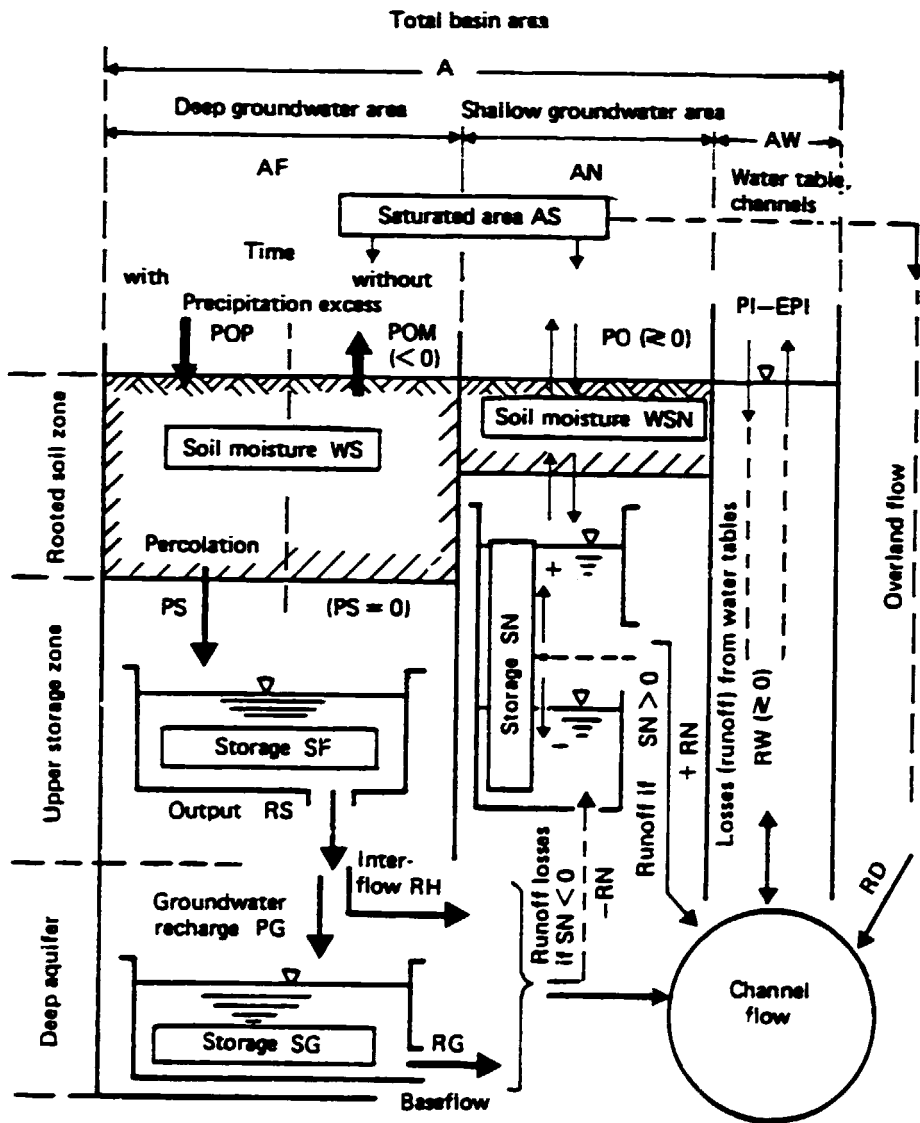 Total basin area
A
Deep groundwater area
Shallow groundwater area
AW
AF
AN
Water table,
channels
Saturated area AS
Time
with
without
Precipitation excess
POP
POM
(< 0)
PO (≷ 0)
PI–EPI
Rooted soil zone
Soil moisture WS
Soil moisture WSN
Percolation
PS
(PS = 0)
Upper storage zone
Storage SF
Output RS
Storage SN
+
–
Runoff if SN > 0
+ RN
Losses (runoff) from water tables
RW (≷ 0)
Overland flow
RD
Deep aquifer
Inter-
flow RH
Groundwater
recharge PG
Storage SG
RG
Baseflow
Runoff losses
if SN < 0
–RN
Channel
flow